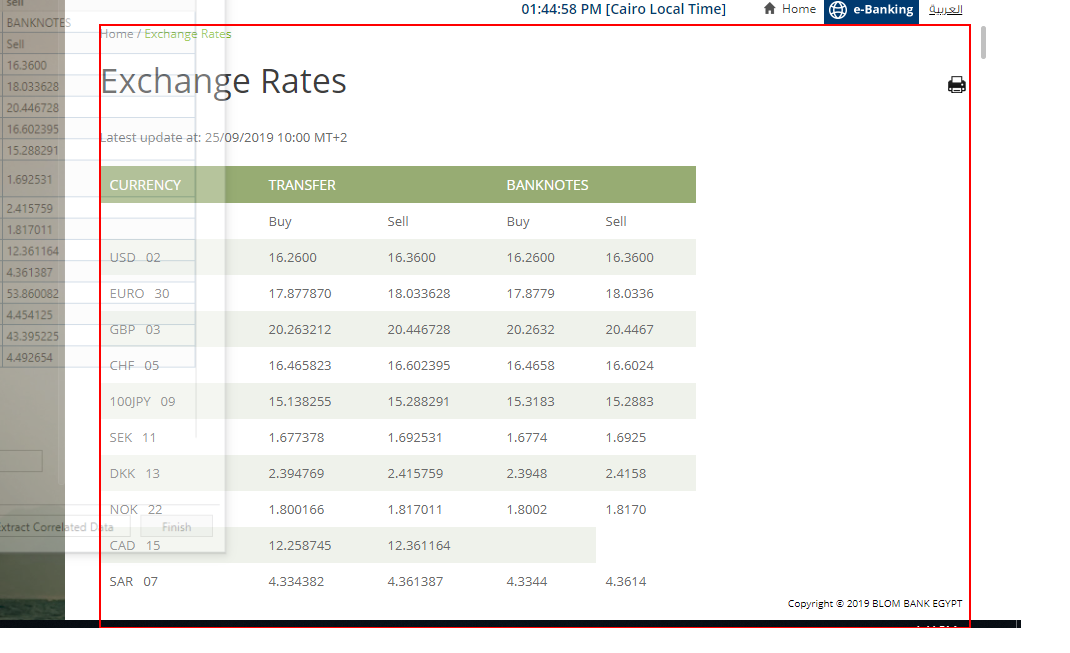 sell
01:44:58 PM [Cairo Local Time] Home e-Banking العربية
BANKNOTES
Home / Exchange Rates
Sell
16.3600
Exchange Rates
18.033628
20.446728
16.602395
Latest update at: 25/09/2019 10:00 MT+2
15.288291
1.692531
CURRENCY TRANSFER BANKNOTES
2.415759
Buy Sell Buy Sell
1.817011
12.361164
USD 02 16.2600 16.3600 16.2600 16.3600
4.361387
EURO 30 17.877870 18.033628 17.8779 18.0336
53.860082
4.454125
GBP 03 20.263212 20.446728 20.2632 20.4467
43.395225
4.492654
CHF 05 16.465823 16.602395 16.4658 16.6024
100JPY 09 15.138255 15.288291 15.3183 15.2883
SEK 11 1.677378 1.692531 1.6774 1.6925
DKK 13 2.394769 2.415759 2.3948 2.4158
NOK 22 1.800166 1.817011 1.8002 1.8170
Extract Correlated Data Finish
CAD 15 12.258745 12.361164
SAR 07 4.334382 4.361387 4.3344 4.3614
Copyright © 2019 BLOM BANK EGYPT